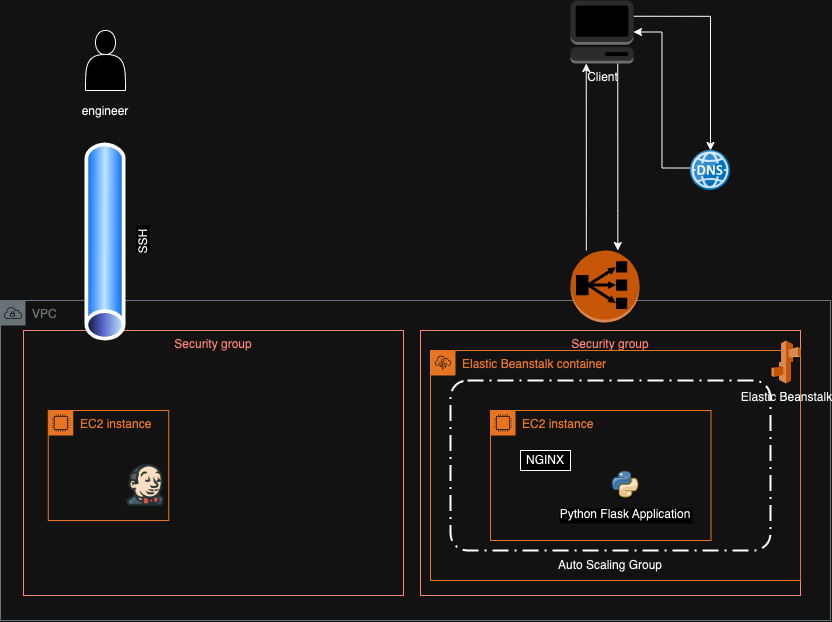 engineer
Client
DNS
SSH
VPC
Security group
Security group
Elastic Beanstalk container
Elastic Beanstalk
EC2 instance
EC2 instance
NGINX
Python Flask Application
Auto Scaling Group